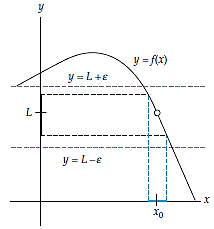 y
y = f(x)
y = L + ε
L
y = L − ε
x
x₀